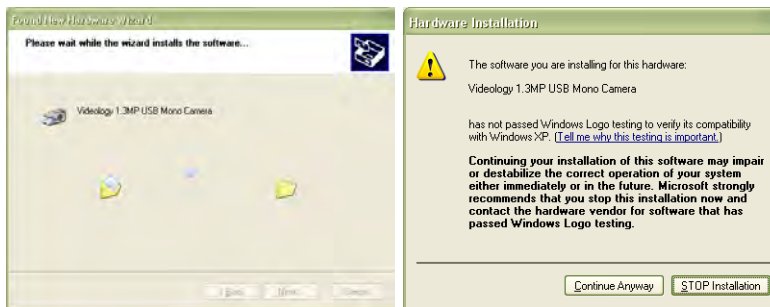 Found New Hardware Wizard
Please wait while the wizard installs the software...
Videology 1.3MP USB Mono Camera
< Back
Next >
Cancel
Hardware Installation
The software you are installing for this hardware:
Videology 1.3MP USB Mono Camera
has not passed Windows Logo testing to verify its compatibility
with Windows XP. (Tell me why this testing is important.)
Continuing your installation of this software may impair
or destabilize the correct operation of your system
either immediately or in the future. Microsoft strongly
recommends that you stop this installation now and
contact the hardware vendor for software that has
passed Windows Logo testing.
Continue Anyway
STOP Installation